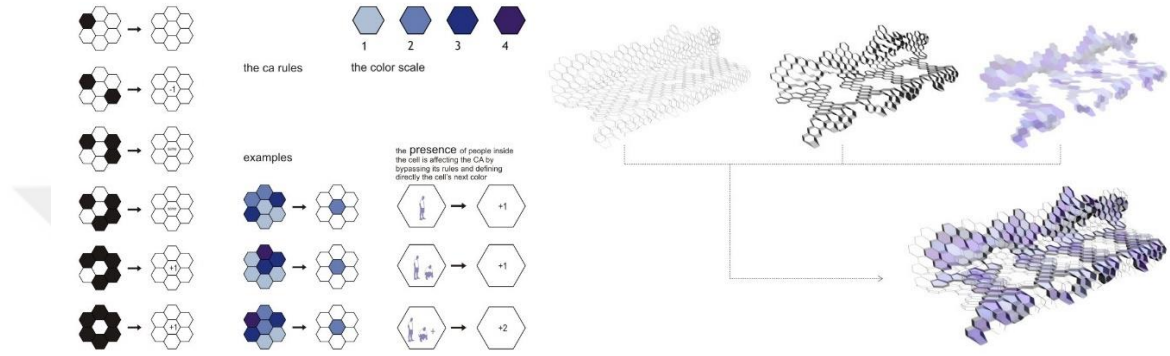 1 2 3 4
the ca rules
the color scale
-1
examples
the presence of people inside
the cell is affecting the CA by
bypassing its rules and defining
directly the cell's next color
+1
+1
+1
+
+2
+1